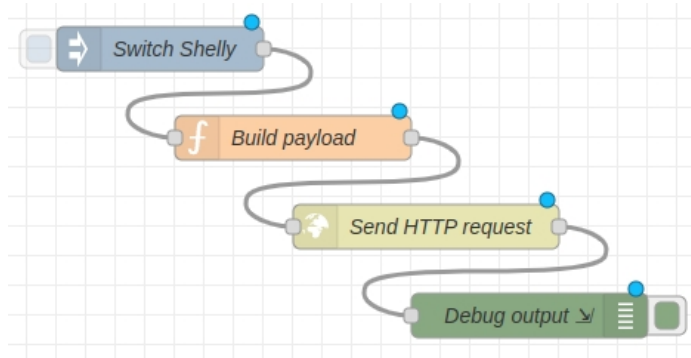 Switch Shelly
Build payload
Send HTTP request
Debug output ⇲